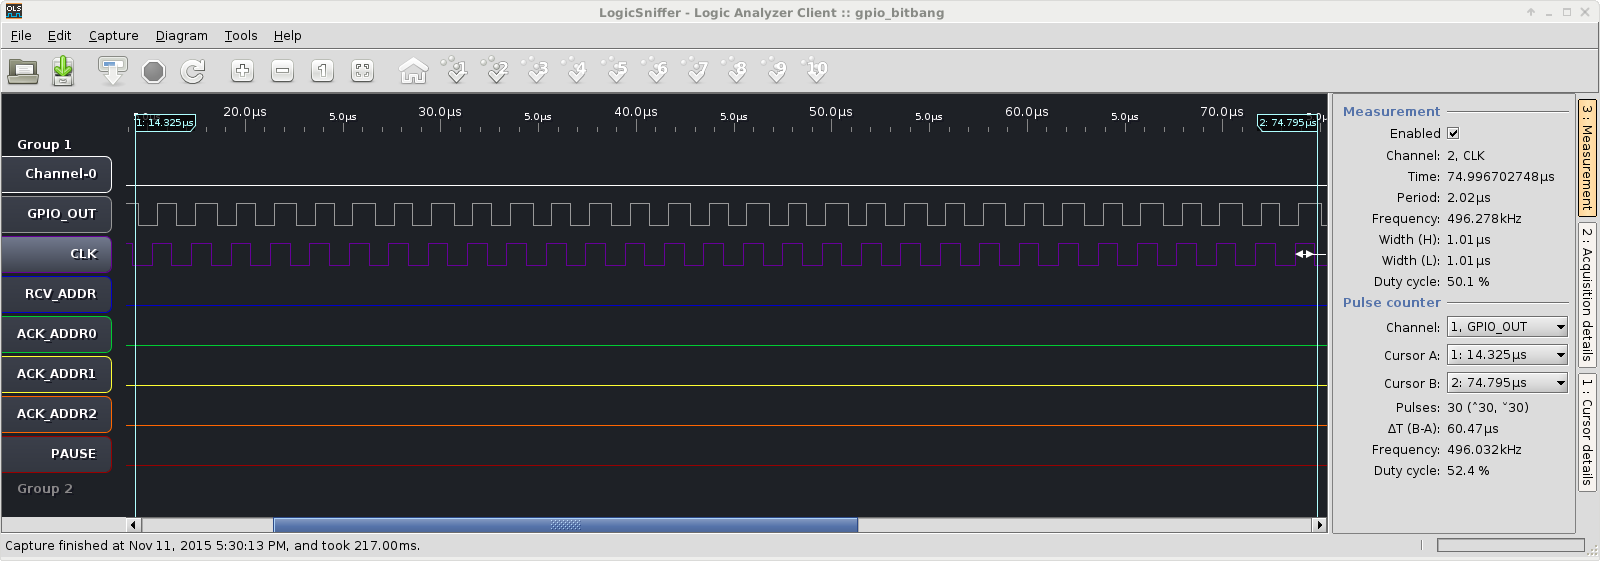 OLS
LogicSniffer - Logic Analyzer Client :: gpio_bitbang
File Edit Capture Diagram Tools Help
1 1 2 3 4 5 6 7 8 9 10
20.0µs 30.0µs 40.0µs 50.0µs 60.0µs 70.0µs
5.0µs 5.0µs 5.0µs 5.0µs 5.0µs
1: 14.325µs 2: 74.795µs
Group 1
Channel-0
GPIO_OUT
CLK
RCV_ADDR
ACK_ADDR0
ACK_ADDR1
ACK_ADDR2
PAUSE
Group 2
Measurement
Enabled
Channel: 2, CLK
Time: 74.996702748µs
Period: 2.02µs
Frequency: 496.278kHz
Width (H): 1.01µs
Width (L): 1.01µs
Duty cycle: 50.1 %
Pulse counter
Channel: 1, GPIO_OUT
Cursor A: 1: 14.325µs
Cursor B: 2: 74.795µs
Pulses: 30 (ˆ30, ˇ30)
ΔT (B-A): 60.47µs
Frequency: 496.032kHz
Duty cycle: 52.4 %
3 : Measurement
2 : Acquisition details
1 : Cursor details
Capture finished at Nov 11, 2015 5:30:13 PM, and took 217.00ms.